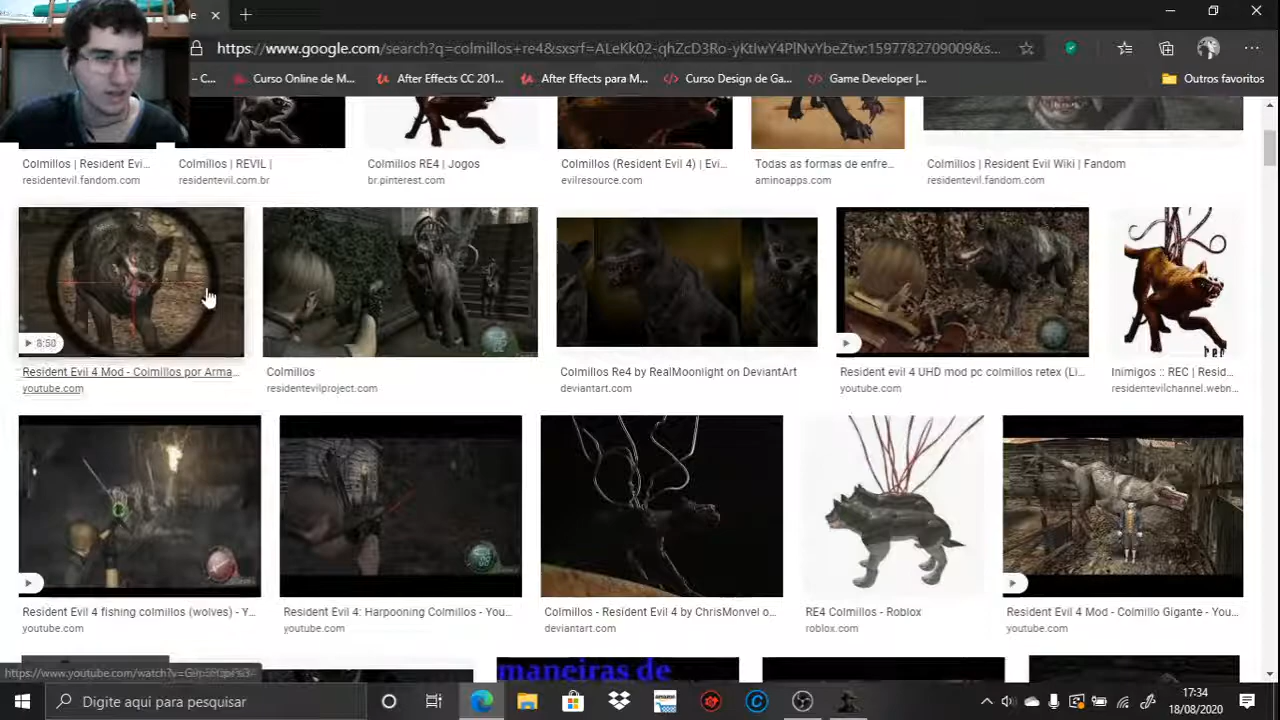 le
https://www.google.com/search?q=colmillos+re4&sxsrf=ALeKk02-qhZcD3Ro-yKtIwY4PlNvYbeZtw:1597782709009&s...
– C...
Curso Online de M...
After Effects CC 201...
After Effects para M...
Curso Design de Ga...
Game Developer |...
Outros favoritos
Colmillos | Resident Evi...
Colmillos | REVIL |
Colmillos RE4 | Jogos
Colmillos (Resident Evil 4) | Evi...
Todas as formas de enfre...
Colmillos | Resident Evil Wiki | Fandom
residentevil.fandom.com
residentevil.com.br
br.pinterest.com
evilresource.com
aminoapps.com
residentevil.fandom.com
8:50
Resident Evil 4 Mod - Colmillos por Arma...
Colmillos
Colmillos Re4 by RealMoonlight on DeviantArt
Resident evil 4 UHD mod pc colmillos retex (Li...
Inimigos :: REC | Resid...
youtube.com
residentevilproject.com
deviantart.com
youtube.com
residentevilchannel.webn...
Resident Evil 4 fishing colmillos (wolves) - Y...
Resident Evil 4: Harpooning Colmillos - You...
Colmillos - Resident Evil 4 by ChrisMonvel o...
RE4 Colmillos - Roblox
Resident Evil 4 Mod - Colmillo Gigante - You...
youtube.com
youtube.com
deviantart.com
roblox.com
youtube.com
maneiras de
Digite aqui para pesquisar
17:34
18/08/2020